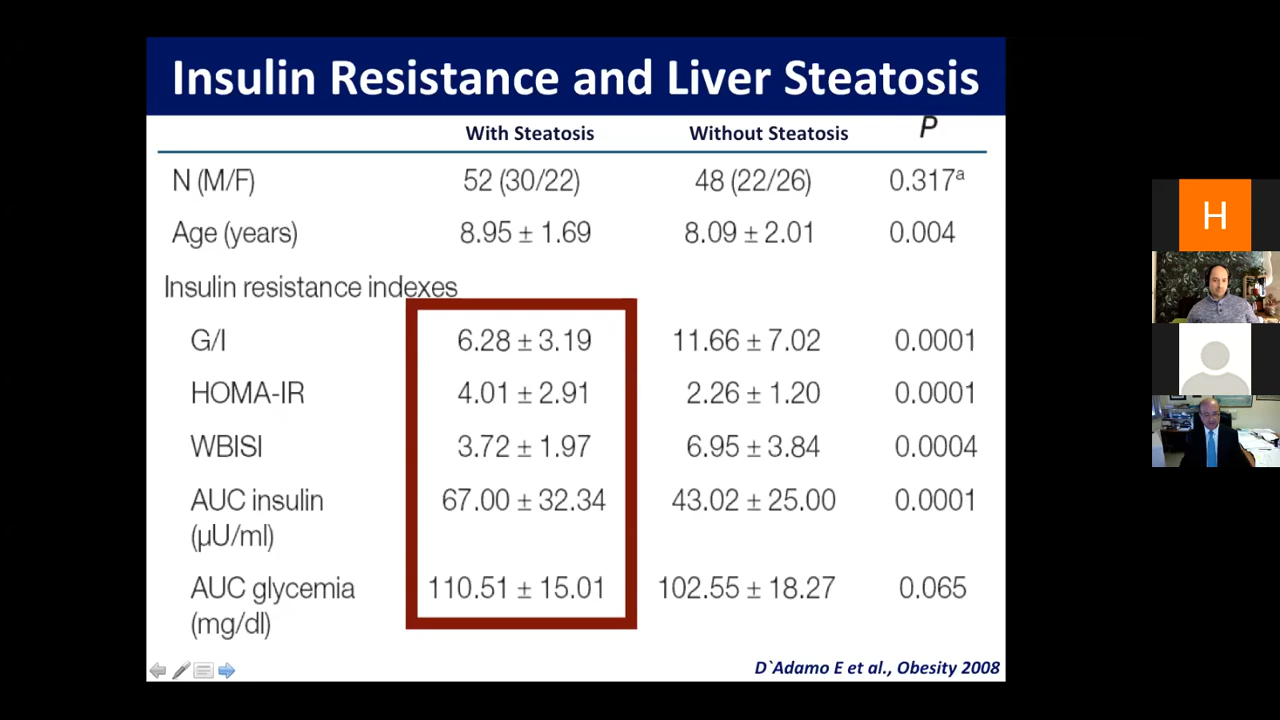 Insulin Resistance and Liver Steatosis
With Steatosis Without Steatosis P
N (M/F) 52 (30/22) 48 (22/26) 0.317ª
Age (years) 8.95 ± 1.69 8.09 ± 2.01 0.004
Insulin resistance indexes
G/I 6.28 ± 3.19 11.66 ± 7.02 0.0001
HOMA-IR 4.01 ± 2.91 2.26 ± 1.20 0.0001
WBISI 3.72 ± 1.97 6.95 ± 3.84 0.0004
AUC insulin 67.00 ± 32.34 43.02 ± 25.00 0.0001
(µU/ml)
AUC glycemia 110.51 ± 15.01 102.55 ± 18.27 0.065
(mg/dl)
D`Adamo E et al., Obesity 2008
H